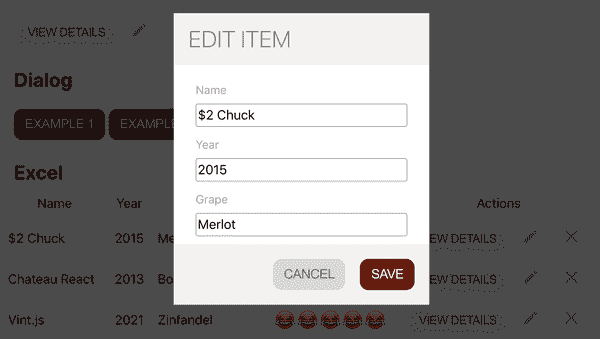 VIEW DETAILS
EDIT ITEM
Dialog
Name
$2 Chuck
EXAMPLE 1 EXAMPLE
Year
2015
Excel
Grape
Name Year Actions
Merlot
$2 Chuck 2015 Me VIEW DETAILS
CANCEL SAVE
Chateau React 2013 Bo VIEW DETAILS
Vint.js 2021 Zinfandel VIEW DETAILS